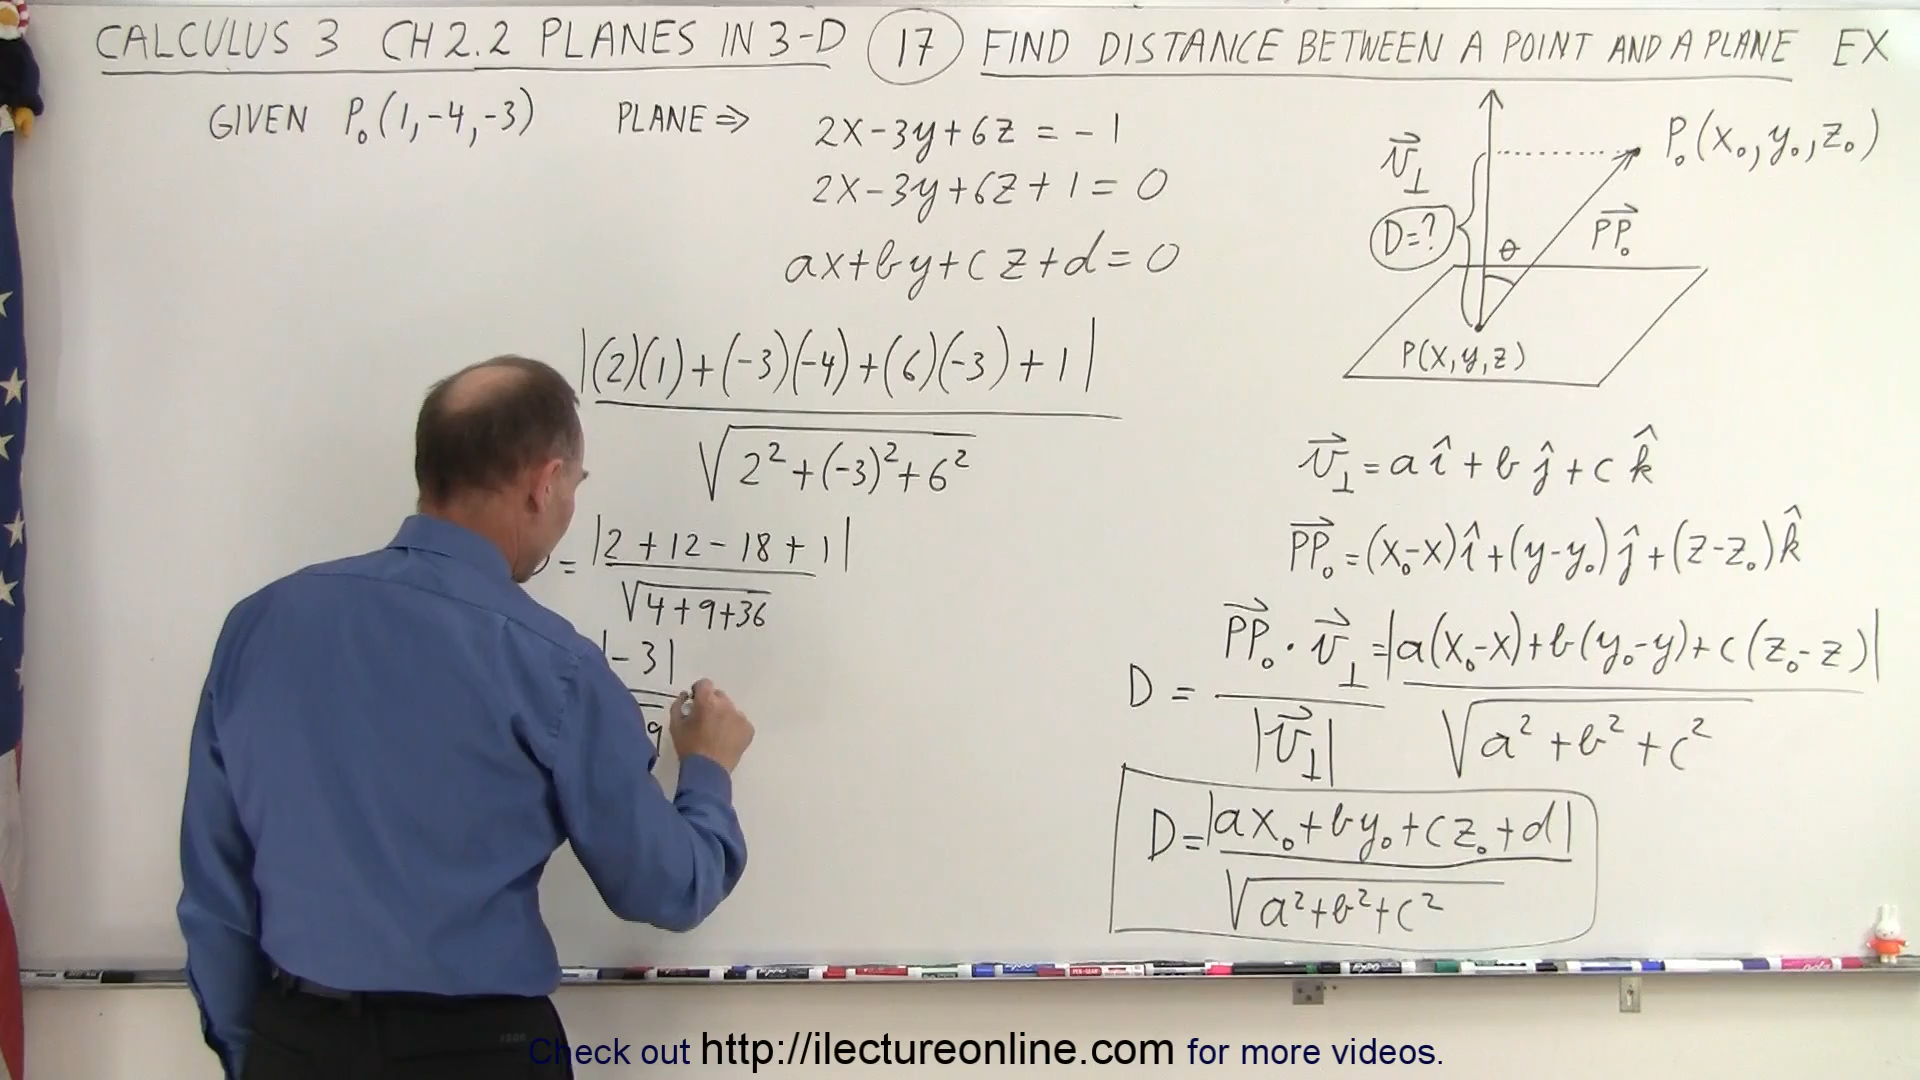 CALCULUS 3 CH 2.2 PLANES IN 3-D 17 FIND DISTANCE BETWEEN A POINT AND A PLANE EX
GIVEN P₀(1,-4,-3) PLANE ⇒ 2x-3y+6z = -1
2x-3y+6z+1=0
ax+by+cz+d=0
|(2)(1)+(-3)(-4)+(6)(-3)+1|
√2²+(-3)²+6²
= |2+12-18+1|
√4+9+36
|-3|
9
v⃗⊥
P₀(x₀,y₀,z₀)
D=?
θ
PP₀
P(x,y,z)
v⃗⊥=aî+bĵ+ck̂
PP₀=(x₀-x)î+(y-y₀)ĵ+(z-z₀)k̂
D = PP₀·v⃗⊥ = |a(x₀-x)+b(y₀-y)+c(z₀-z)|
|v⃗⊥| √a²+b²+c²
D=|ax₀+by₀+cz₀+d|
√a²+b²+c²
Check out http://ilectureonline.com for more videos.